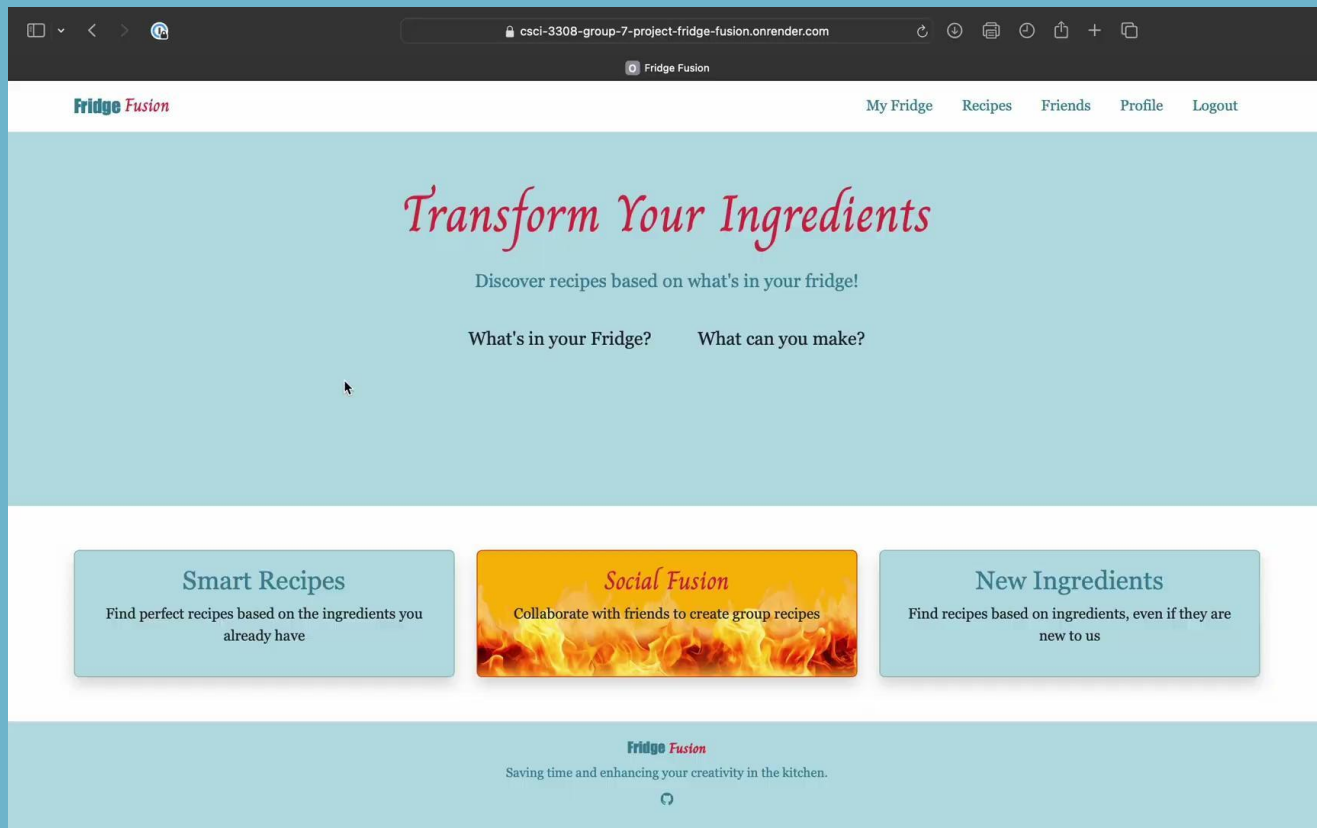 csci-3308-group-7-project-fridge-fusion.onrender.com
Fridge Fusion
Fridge Fusion
My Fridge Recipes Friends Profile Logout
Transform Your Ingredients
Discover recipes based on what's in your fridge!
What's in your Fridge? What can you make?
Smart Recipes
Find perfect recipes based on the ingredients you
already have
Social Fusion
Collaborate with friends to create group recipes
New Ingredients
Find recipes based on ingredients, even if they are
new to us
Fridge Fusion
Saving time and enhancing your creativity in the kitchen.